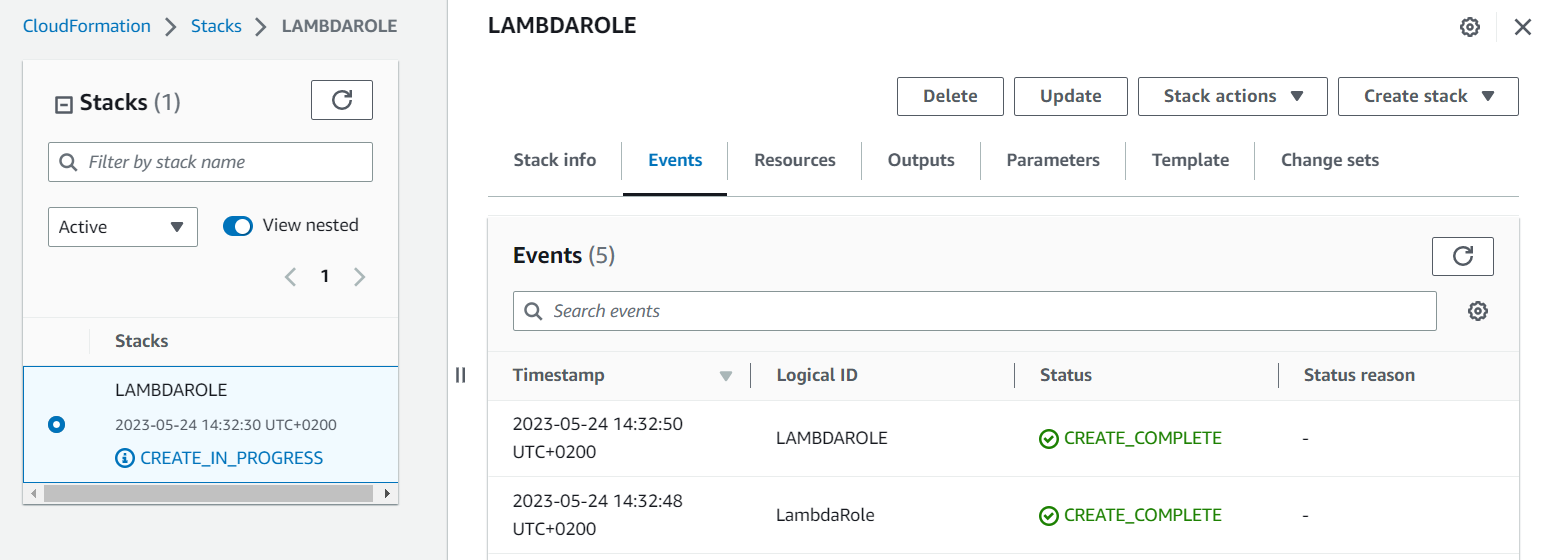 CloudFormation > Stacks > LAMBDAROLE
Stacks (1)
Filter by stack name
Active
View nested
1
Stacks
LAMBDAROLE
2023-05-24 14:32:30 UTC+0200
CREATE_IN_PROGRESS
LAMBDAROLE
Delete Update Stack actions Create stack
Stack info Events Resources Outputs Parameters Template Change sets
Events (5)
Search events
Timestamp Logical ID Status Status reason
2023-05-24 14:32:50
UTC+0200
LAMBDAROLE CREATE_COMPLETE -
2023-05-24 14:32:48
UTC+0200
LambdaRole CREATE_COMPLETE -